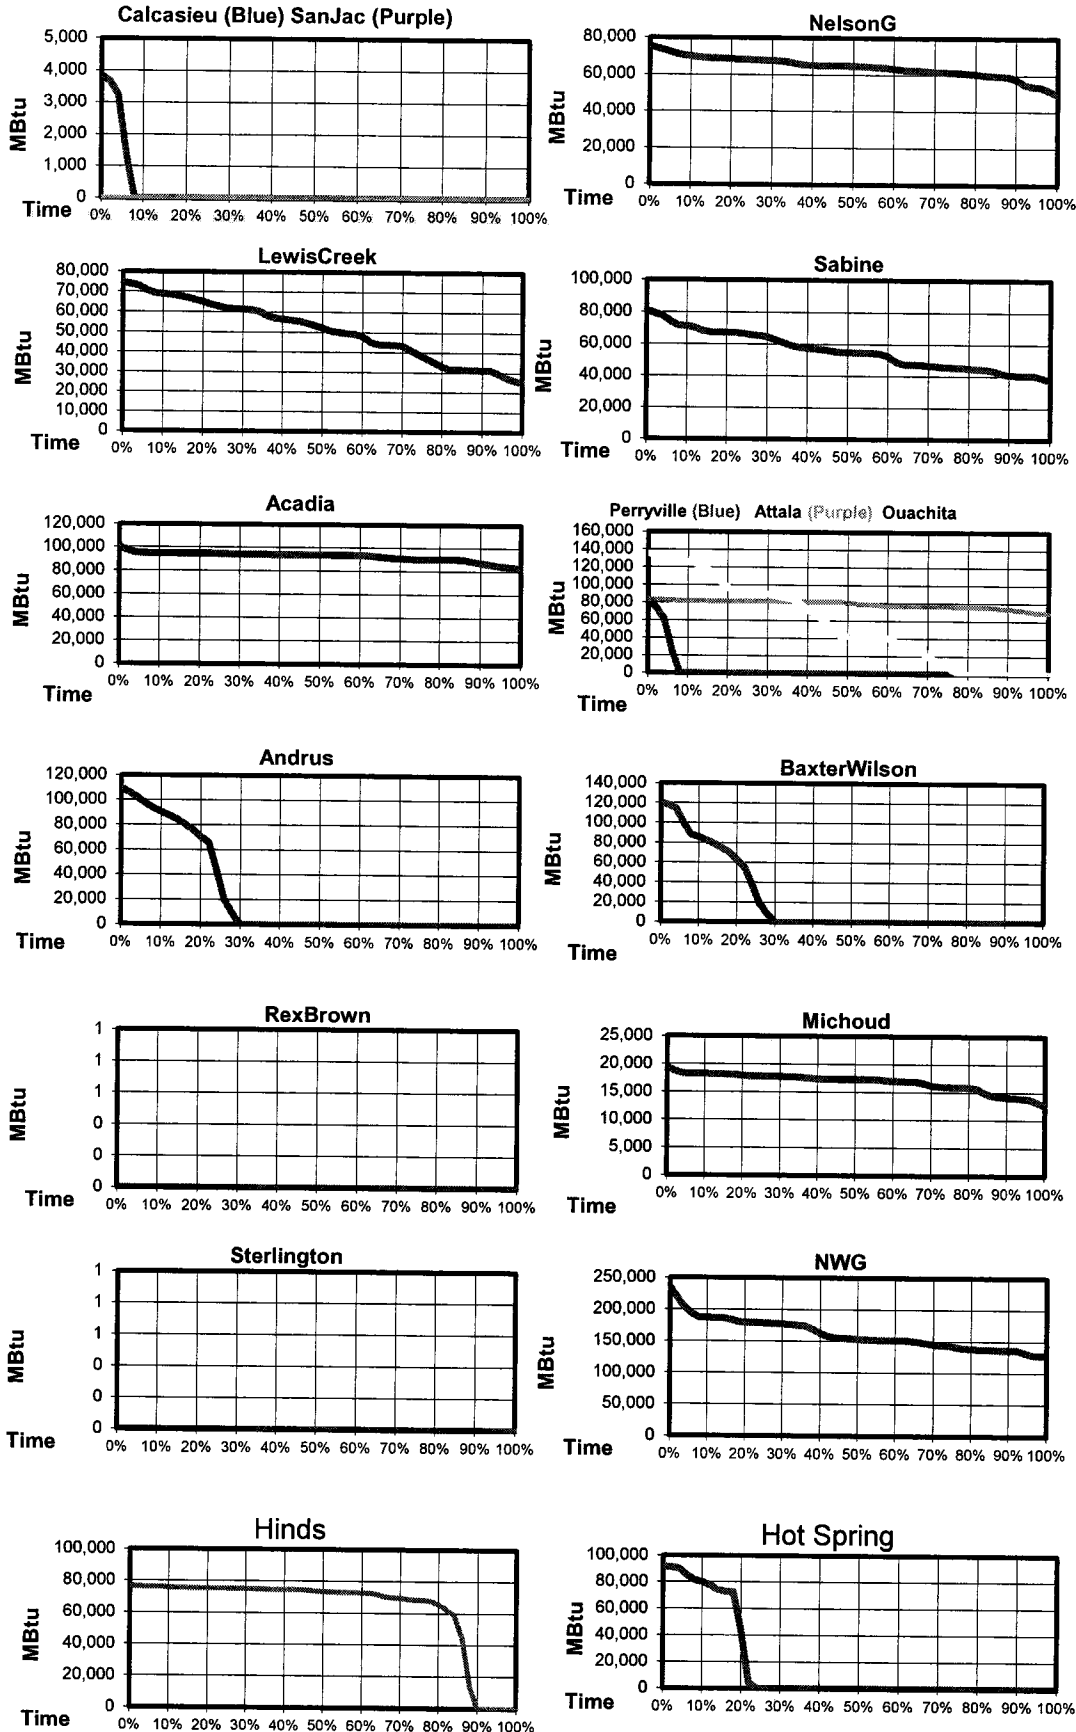 Calcasieu (Blue) SanJac (Purple)
MBtu
5,000
4,000
3,000
2,000
1,000
0
Time
0% 10% 20% 30% 40% 50% 60% 70% 80% 90% 100%
NelsonG
MBtu
80,000
60,000
40,000
20,000
0
Time
0% 10% 20% 30% 40% 50% 60% 70% 80% 90% 100%
LewisCreek
MBtu
80,000
70,000
60,000
50,000
40,000
30,000
20,000
10,000
0
Time
0% 10% 20% 30% 40% 50% 60% 70% 80% 90% 100%
Sabine
MBtu
100,000
80,000
60,000
40,000
20,000
0
Time
0% 10% 20% 30% 40% 50% 60% 70% 80% 90% 100%
Acadia
MBtu
120,000
100,000
80,000
60,000
40,000
20,000
0
Time
0% 10% 20% 30% 40% 50% 60% 70% 80% 90% 100%
Perryville (Blue) Attala (Purple) Ouachita
MBtu
160,000
140,000
120,000
100,000
80,000
60,000
40,000
20,000
0
Time
0% 10% 20% 30% 40% 50% 60% 70% 80% 90% 100%
Andrus
MBtu
120,000
100,000
80,000
60,000
40,000
20,000
0
Time
0% 10% 20% 30% 40% 50% 60% 70% 80% 90% 100%
BaxterWilson
MBtu
140,000
120,000
100,000
80,000
60,000
40,000
20,000
0
Time
0% 10% 20% 30% 40% 50% 60% 70% 80% 90% 100%
RexBrown
MBtu
1
1
1
0
0
0
Time
0% 10% 20% 30% 40% 50% 60% 70% 80% 90% 100%
Michoud
MBtu
25,000
20,000
15,000
10,000
5,000
0
Time
0% 10% 20% 30% 40% 50% 60% 70% 80% 90% 100%
Sterlington
MBtu
1
1
1
0
0
0
Time
0% 10% 20% 30% 40% 50% 60% 70% 80% 90% 100%
NWG
MBtu
250,000
200,000
150,000
100,000
50,000
0
Time
0% 10% 20% 30% 40% 50% 60% 70% 80% 90% 100%
Hinds
MBtu
100,000
80,000
60,000
40,000
20,000
0
Time
0% 10% 20% 30% 40% 50% 60% 70% 80% 90% 100%
Hot Spring
MBtu
100,000
80,000
60,000
40,000
20,000
0
Time
0% 10% 20% 30% 40% 50% 60% 70% 80% 90% 100%